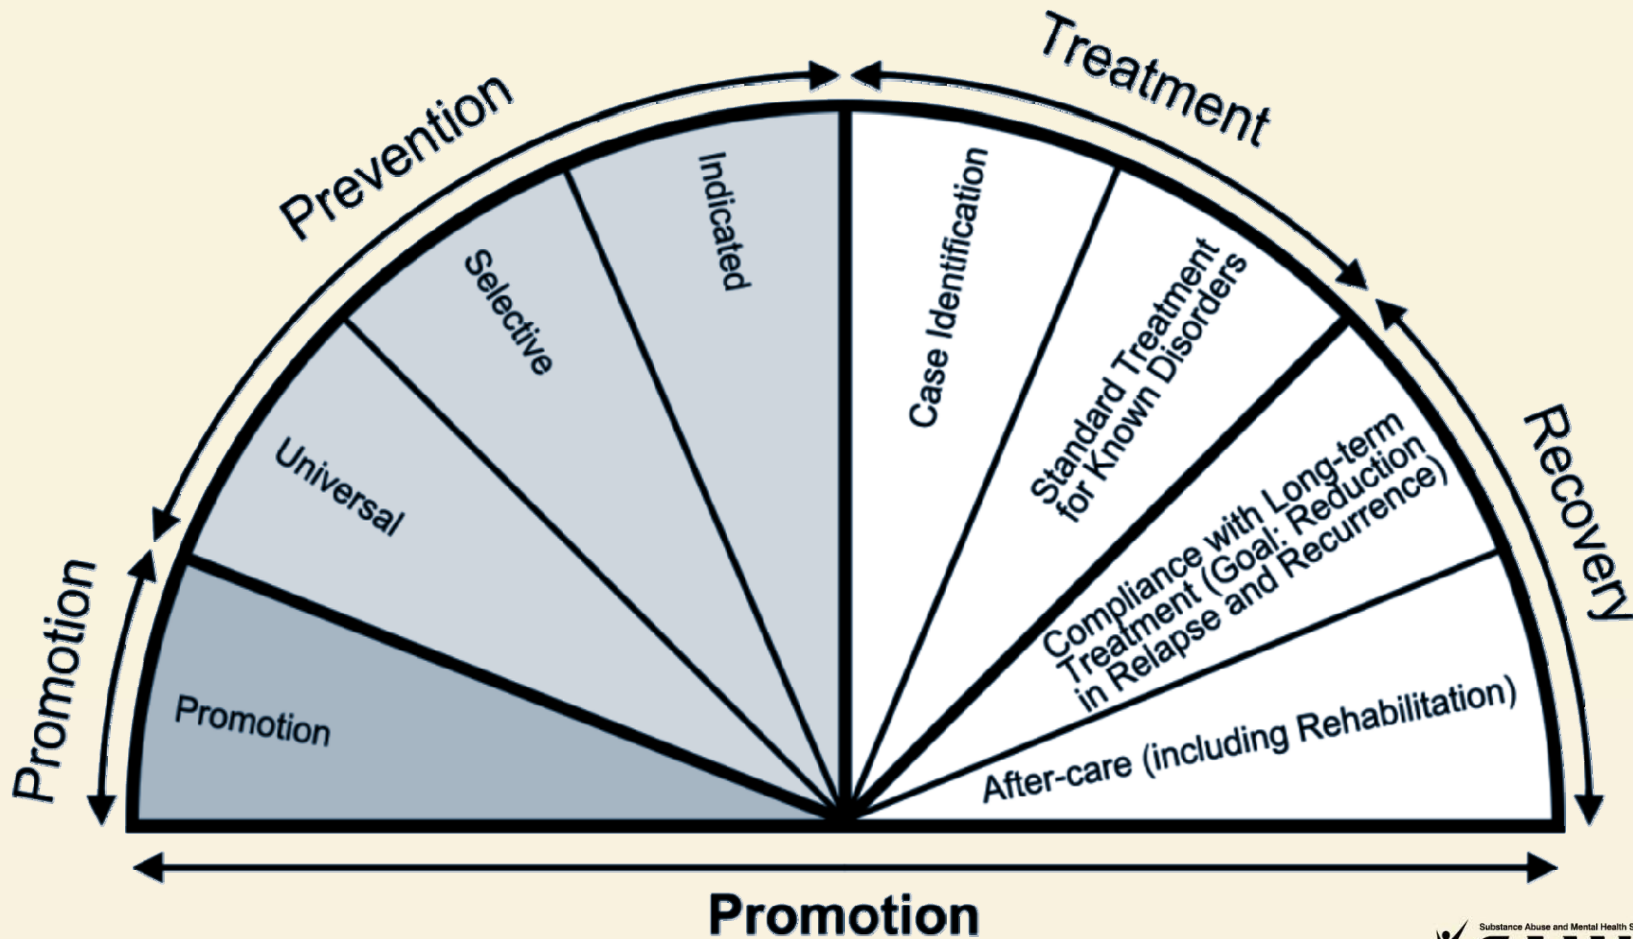 Treatment
Prevention
Recovery
Promotion
Indicated
Selective
Universal
Promotion
Case Identification
Standard Treatment
for Known Disorders
Compliance with Long-term
Treatment (Goal: Reduction
in Relapse and Recurrence)
After-care (including Rehabilitation)
Promotion
Substance Abuse and Mental Health